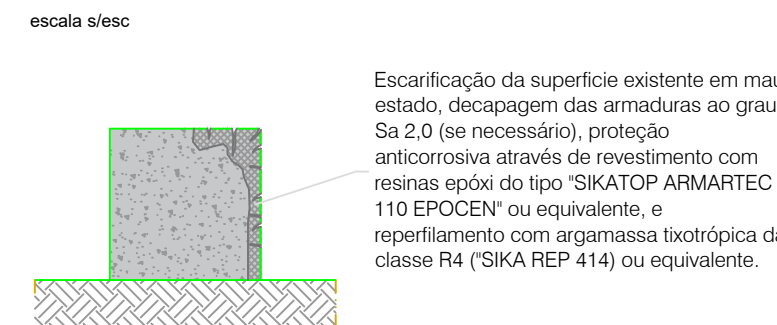 escala s/esc
Escarificação da superficie existente em mau
estado, decapagem das armaduras ao grau
Sa 2,0 (se necessário), proteção
anticorrosiva através de revestimento com
resinas epóxi do tipo "SIKATOP ARMARTEC
110 EPOCEN" ou equivalente, e
reperfilamento com argamassa tixotrópica da
classe R4 ("SIKA REP 414) ou equivalente.